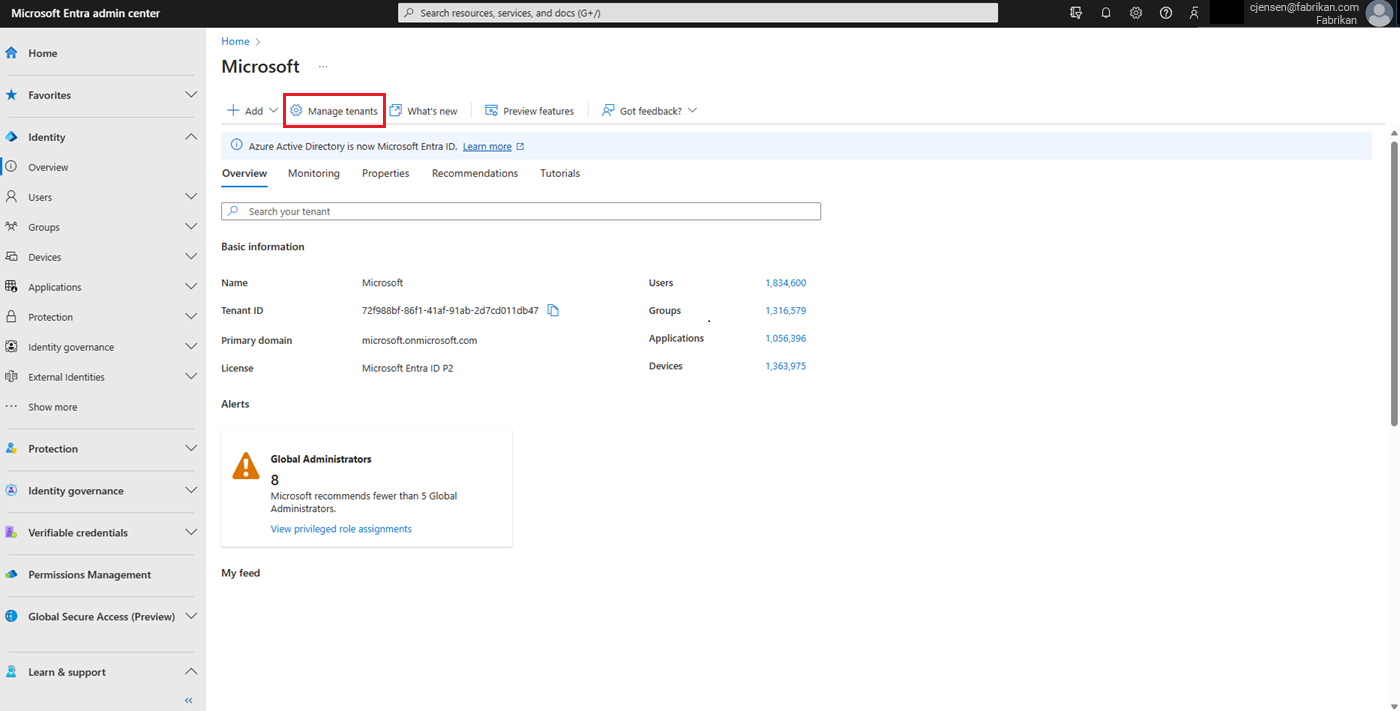 Microsoft Entra admin center
Search resources, services, and docs (G+/)
cjensen@fabrikan.com
Fabrikan
Home
Favorites
Identity
Overview
Users
Groups
Devices
Applications
Protection
Identity governance
External Identities
Show more
Protection
Identity governance
Verifiable credentials
Permissions Management
Global Secure Access (Preview)
Learn & support
Home
Microsoft
Add
Manage tenants
What's new
Preview features
Got feedback?
Azure Active Directory is now Microsoft Entra ID. Learn more
Overview Monitoring Properties Recommendations Tutorials
Search your tenant
Basic information
Name Microsoft Users 1,834,600
Tenant ID 72f988bf-86f1-41af-91ab-2d7cd011db47 Groups 1,316,579
Primary domain microsoft.onmicrosoft.com Applications 1,056,396
License Microsoft Entra ID P2 Devices 1,363,975
Alerts
Global Administrators
8
Microsoft recommends fewer than 5 Global
Administrators.
View privileged role assignments
My feed